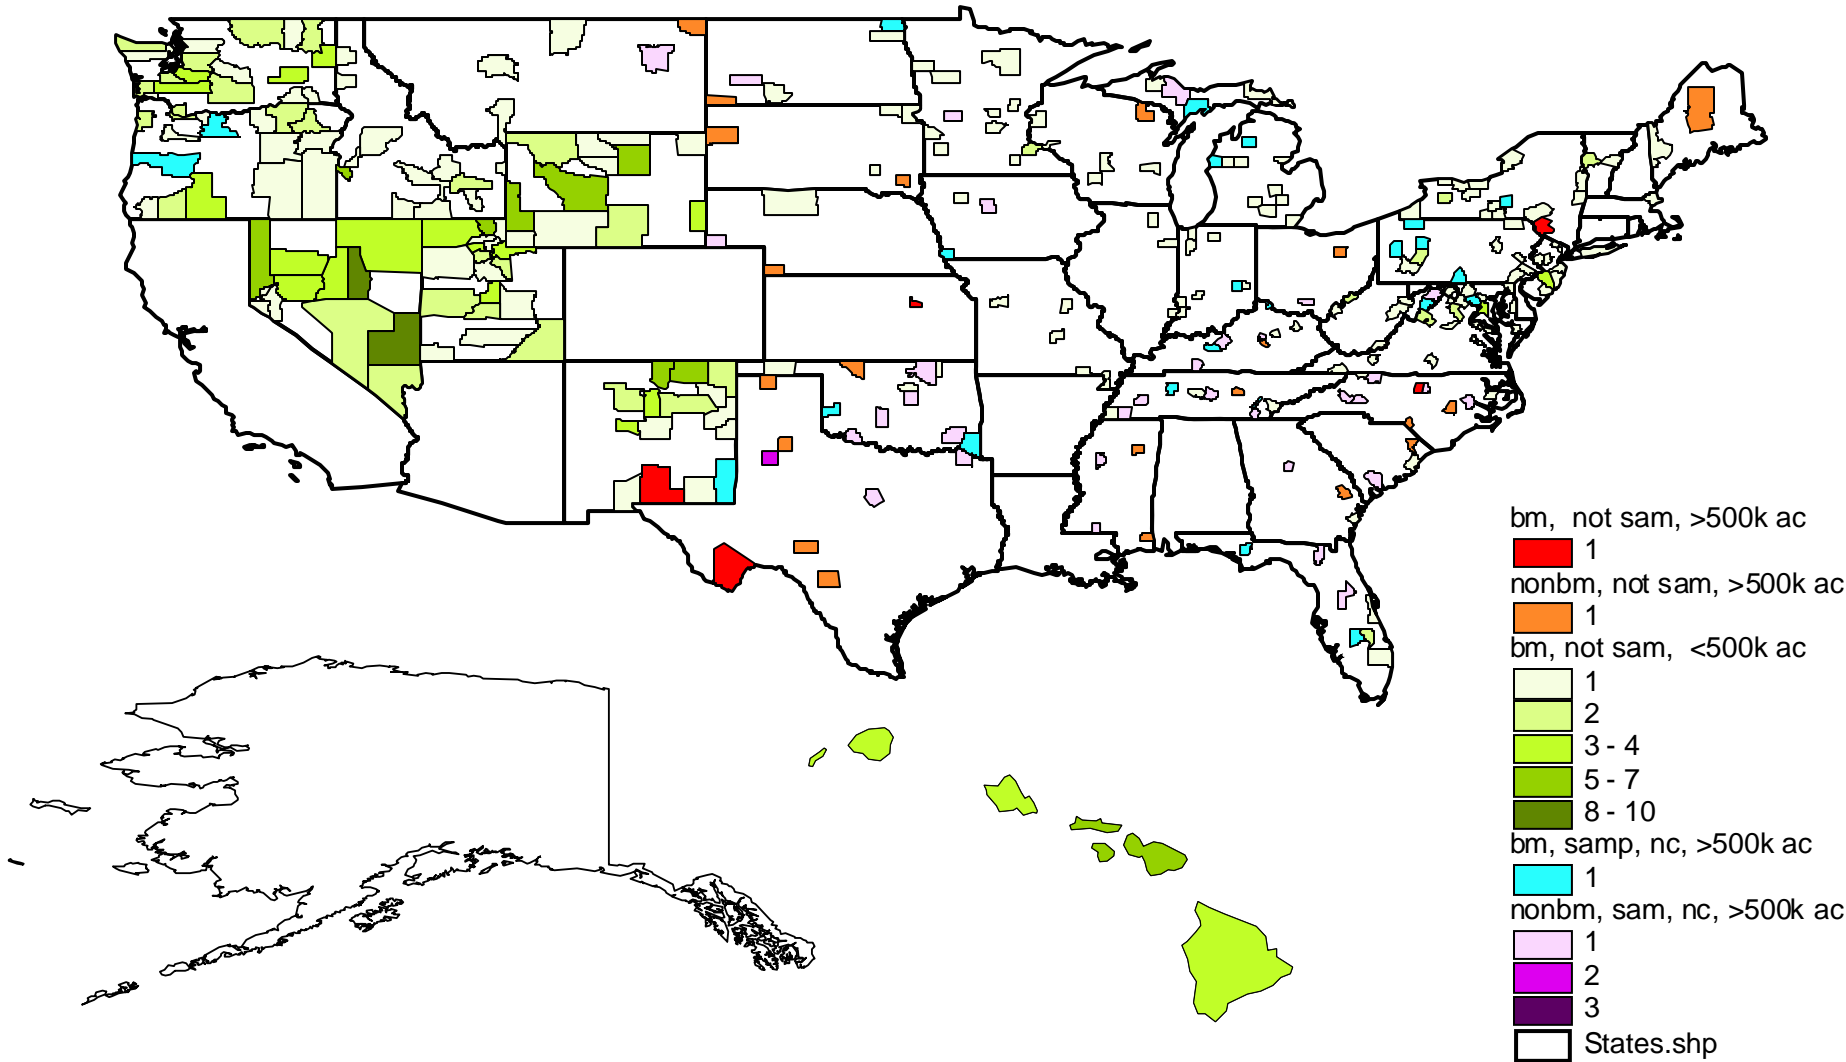 bm, not sam, >500k ac
1
nonbm, not sam, >500k ac
1
bm, not sam, <500k ac
1
2
3 - 4
5 - 7
8 - 10
bm, samp, nc, >500k ac
1
nonbm, sam, nc, >500k ac
1
2
3
States.shp